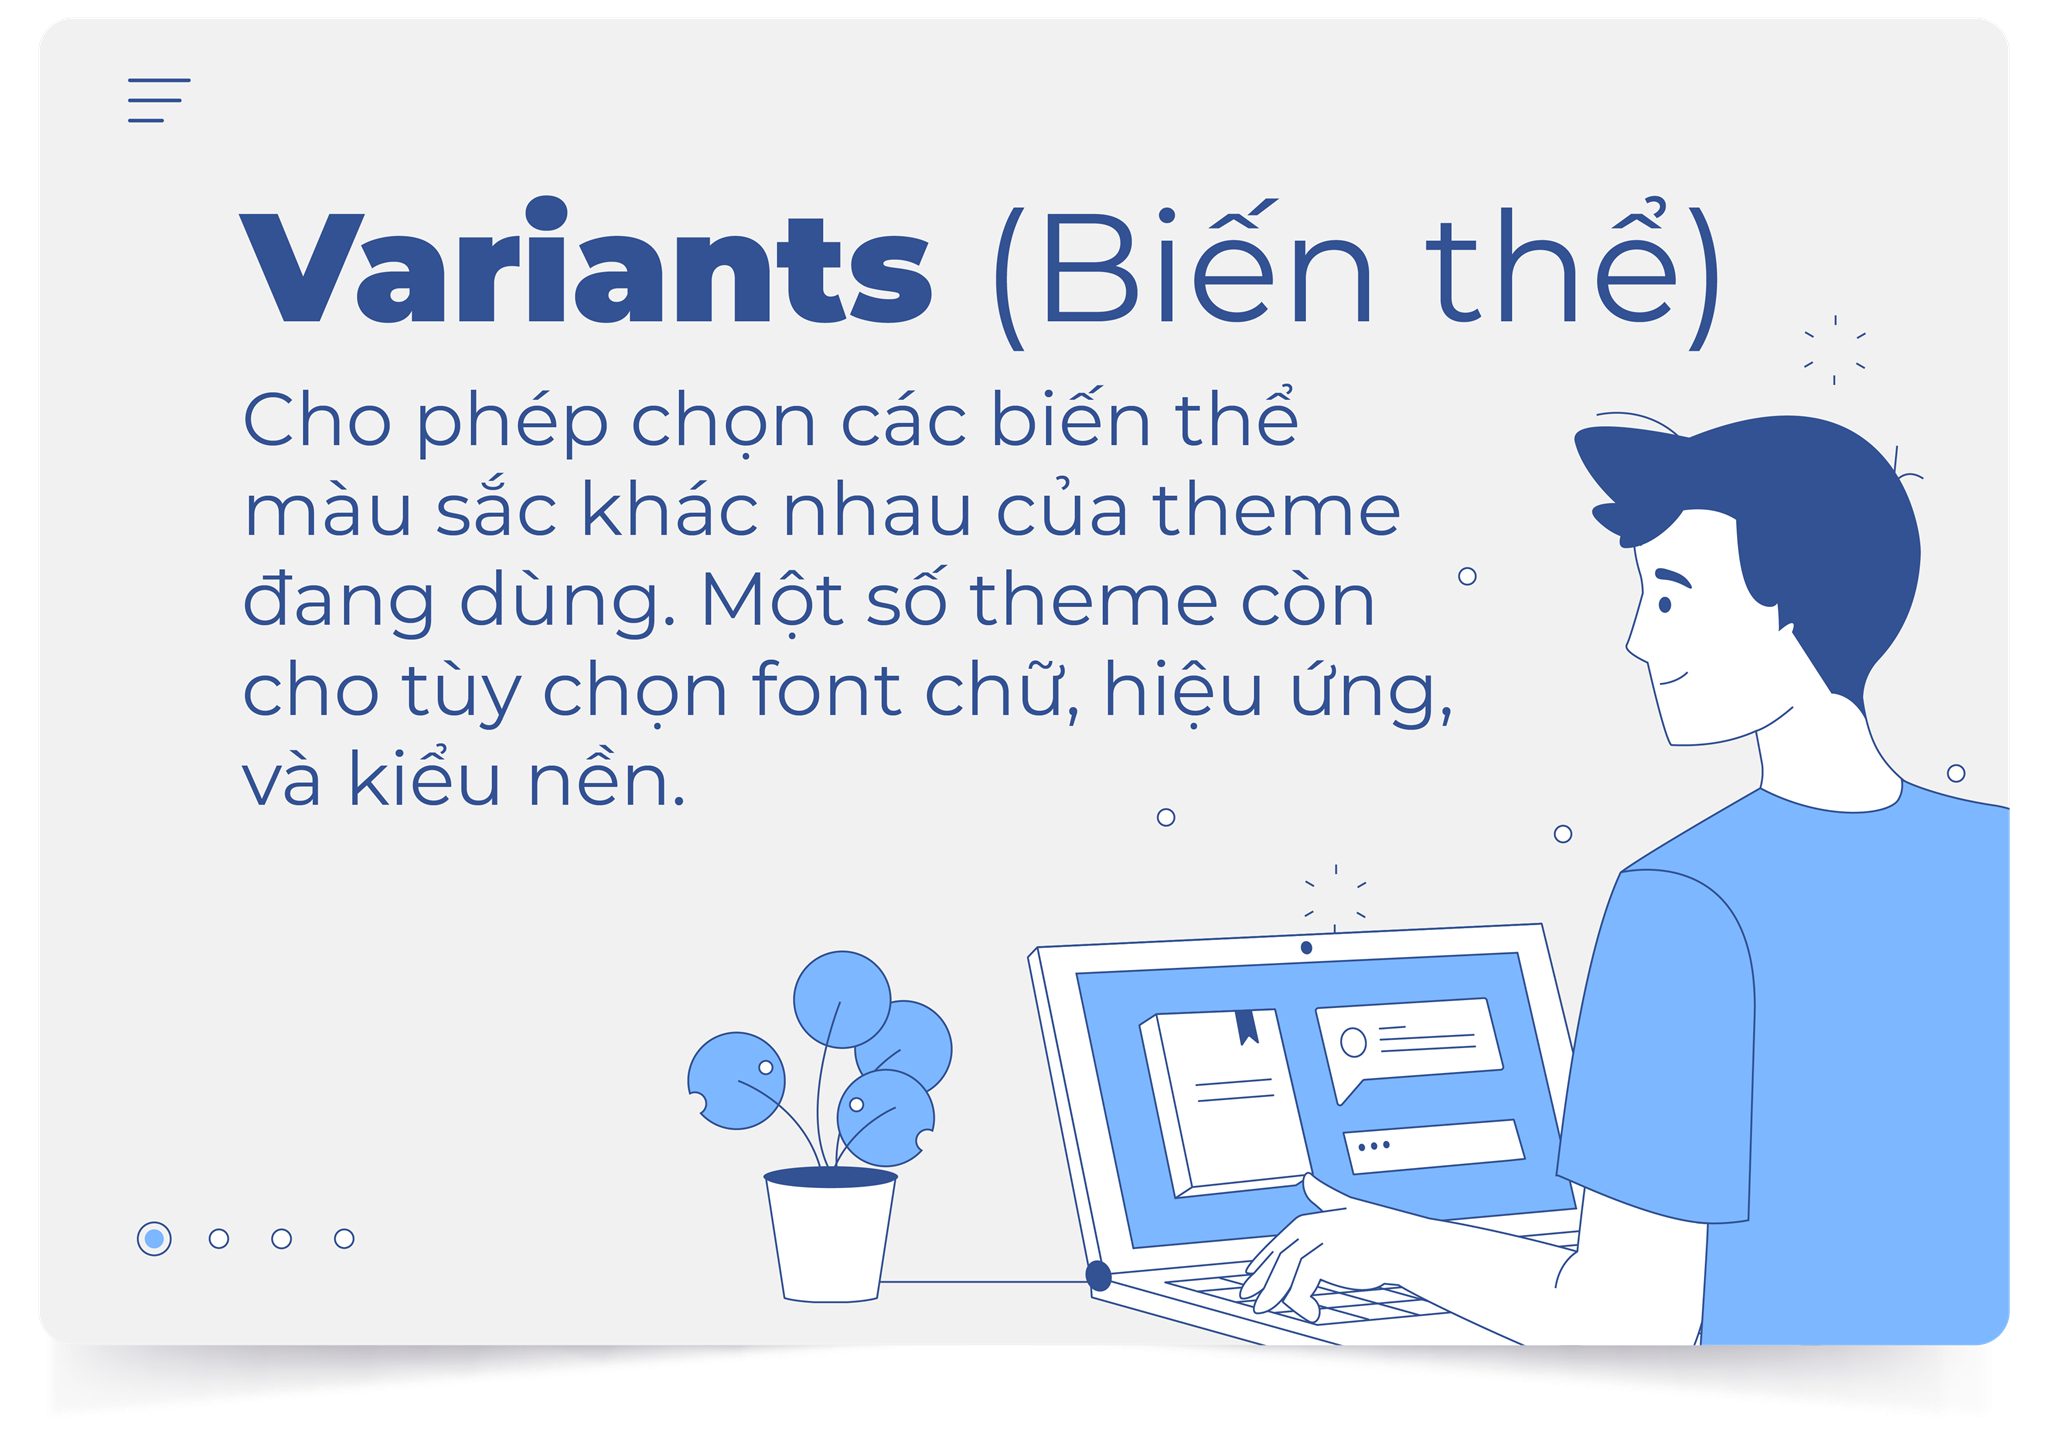 Variants (Biến thể)
Cho phép chọn các biến thể
màu sắc khác nhau của theme
đang dùng. Một số theme còn
cho tùy chọn font chữ, hiệu ứng,
và kiểu nền.